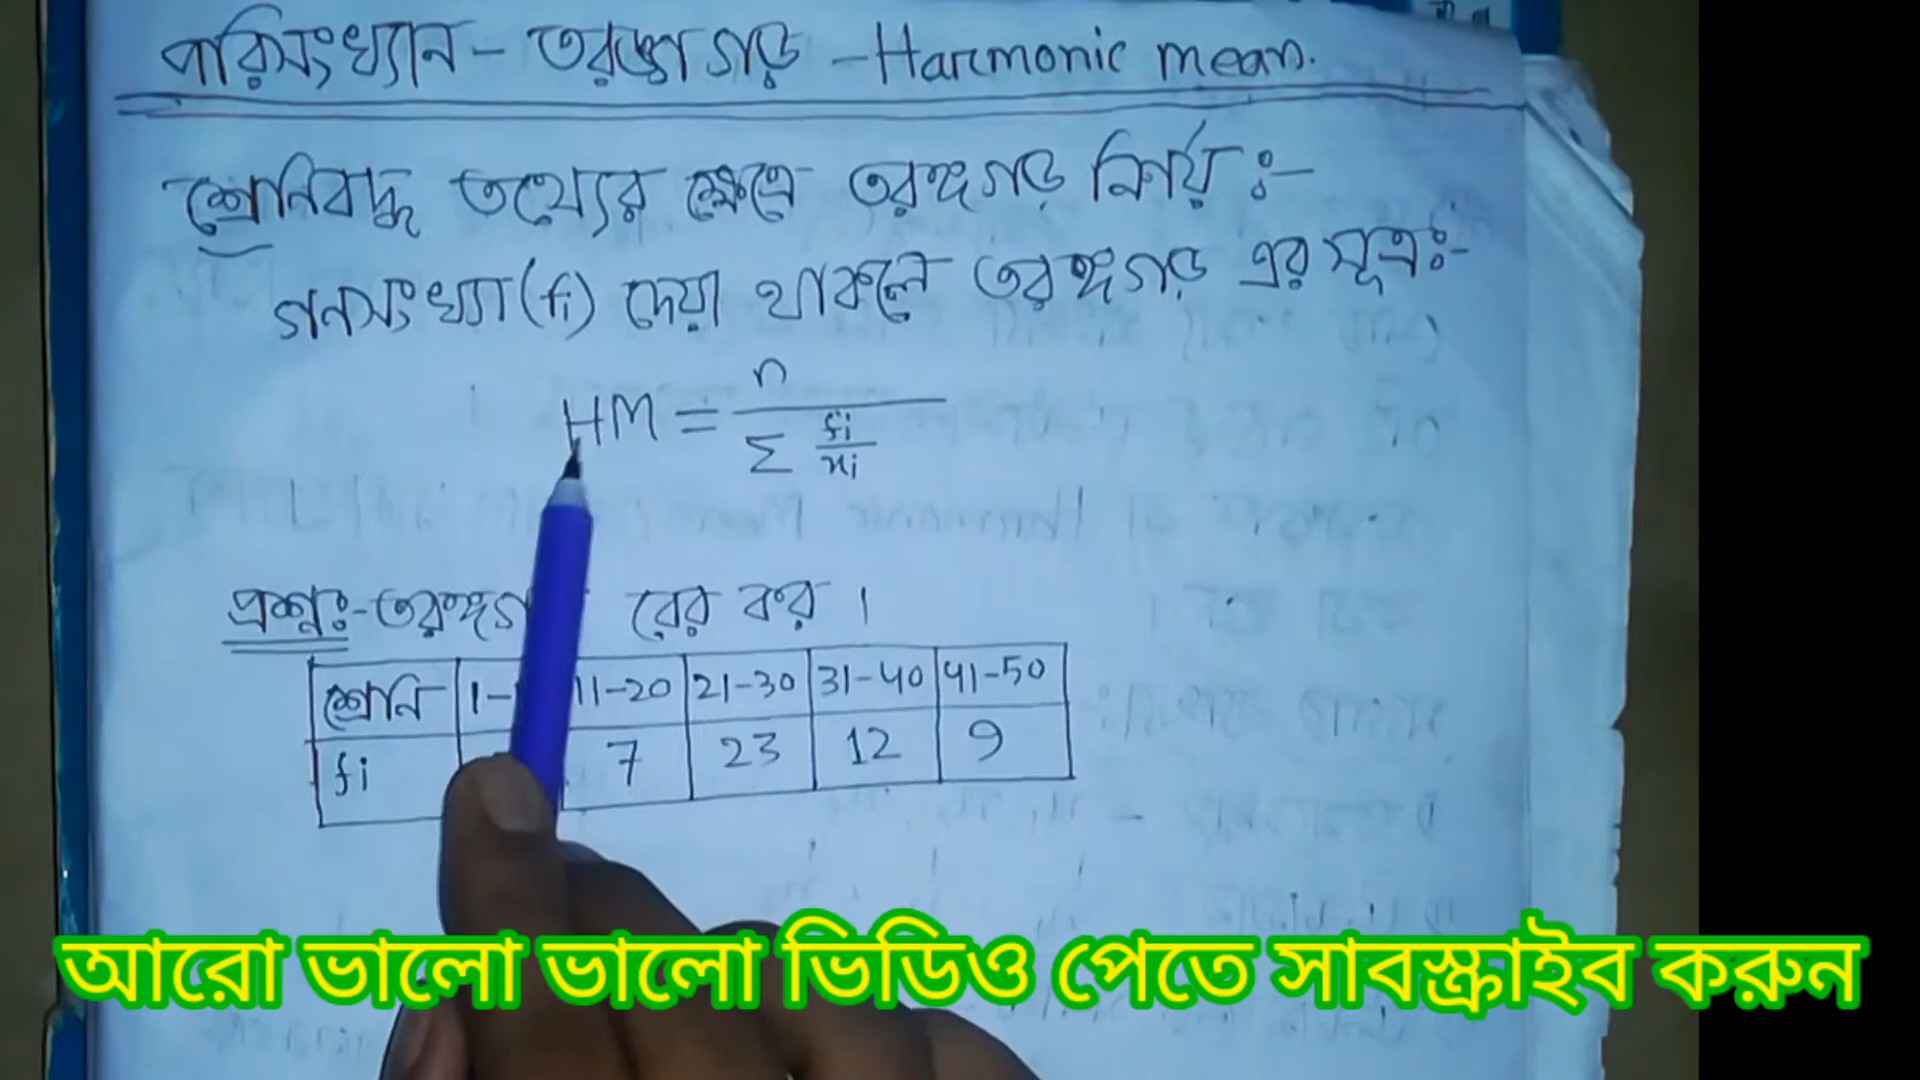 পরিসংখ্যান - তরঙ্গ গড় - Harmonic mean.
শ্রেনিবদ্ধ তথ্যের ক্ষেত্রে তরঙ্গগড় নির্ণয় :-
গনসংখ্যা (fi) দেয়া থাকলে তরঙ্গগড় এর সূত্রঃ-
HM = n / Σ fi/xi
প্রশ্নঃ- তরঙ্গগ বের কর ।
শ্রেনি 1- 11-20 21-30 31-40 41-50
fi 7 23 12 9
আরো ভালো ভালো ভিডিও পেতে সাবস্ক্রাইব করুন